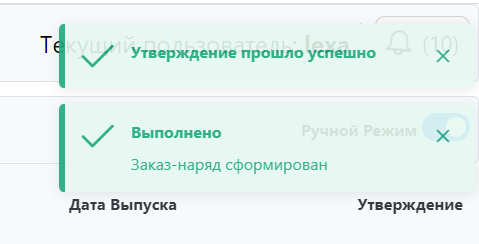 Текущий пользователь: lexa (10)
Утверждение прошло успешно
Выполнено
Ручной Режим
Заказ-наряд сформирован
Дата Выпуска Утверждение